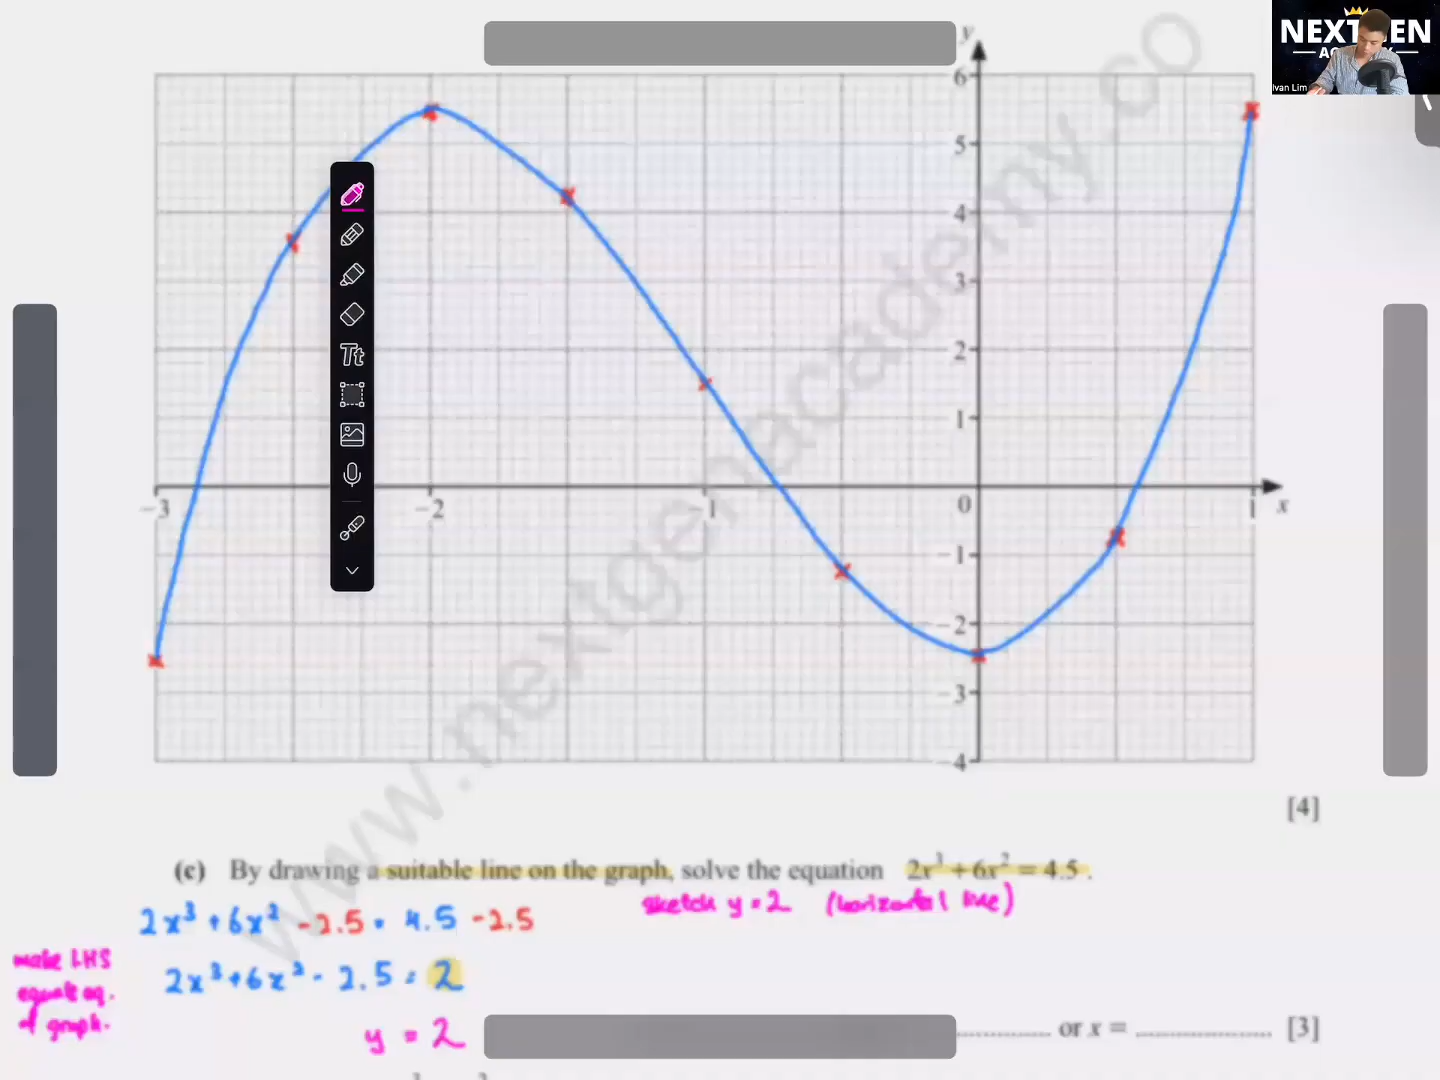 NEXTGEN
Ivan Lim
y
6
5
4
3
2
1
-3 -2 -1 0 1 x
-1
-2
-3
-4
Tt
www.nextgenacademy.co
[4]
(c) By drawing a suitable line on the graph, solve the equation 2x³ + 6x² = 4.5 .
sketch y = 2 (horizontal line)
2x³ + 6x² - 2.5 = 4.5 - 2.5
make LHS
equate eq.
of graph.
2x³ + 6x² - 2.5 = 2
y = 2
or x = [3]